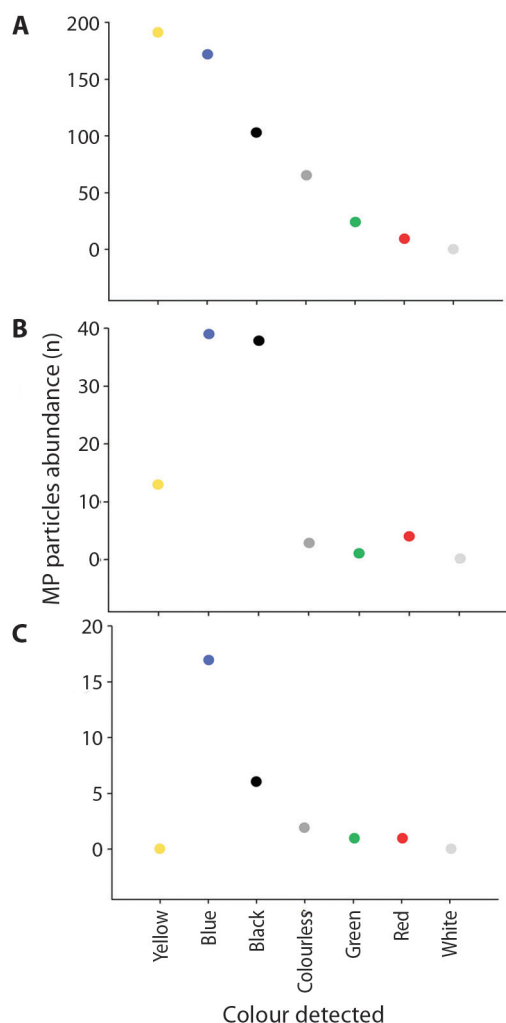 A
200
150
100
50
0
B
40
30
20
10
0
MP particles abundance (n)
C
20
15
10
5
0
Yellow
Blue
Black
Colourless
Green
Red
White
Colour detected